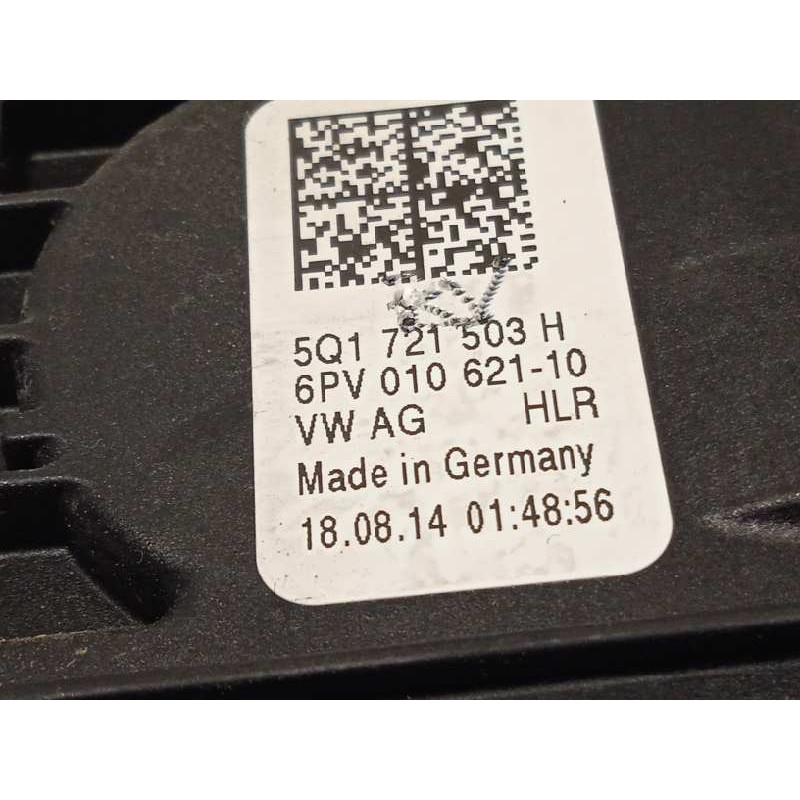 5Q1 721 503 H
6PV 010 621-10
VW AG HLR
Made in Germany
18.08.14 01:48:56